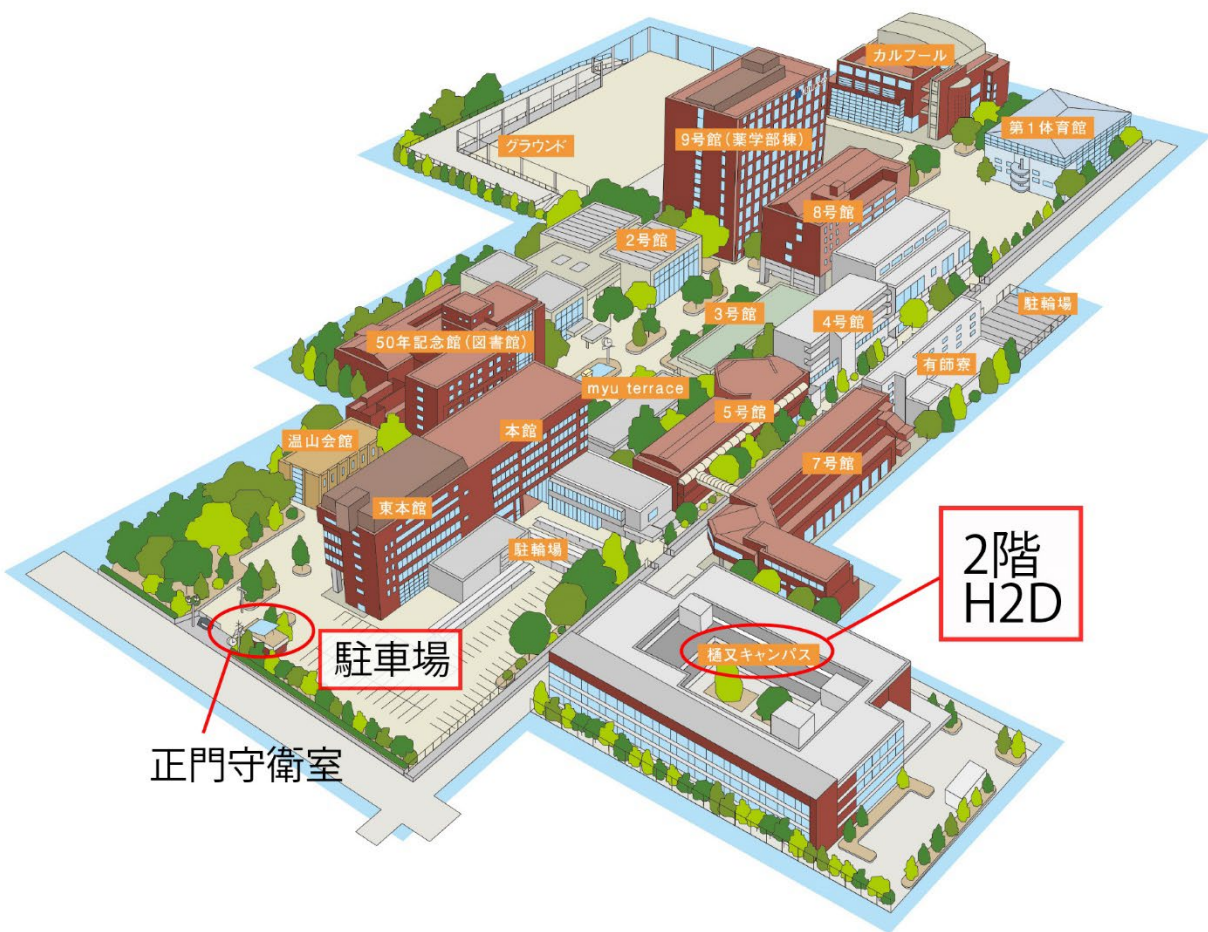 カルフール
第1体育館
9号館(薬学部棟)
グラウンド
8号館
2号館
駐輪場
3号館
4号館
50年記念館(図書館)
有師寮
myu terrace
5号館
本館
温山会館
7号館
東本館
駐輪場
2階
H2D
樋又キャンパス
駐車場
正門守衛室